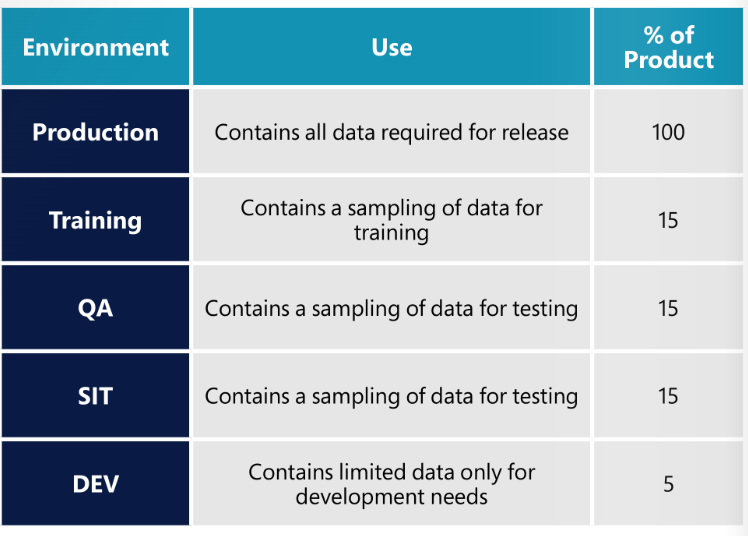 Environment
Use
% of
Product
Production
Contains all data required for release
100
Training
Contains a sampling of data for
training
15
QA
Contains a sampling of data for testing
15
SIT
Contains a sampling of data for testing
15
DEV
Contains limited data only for
development needs
5